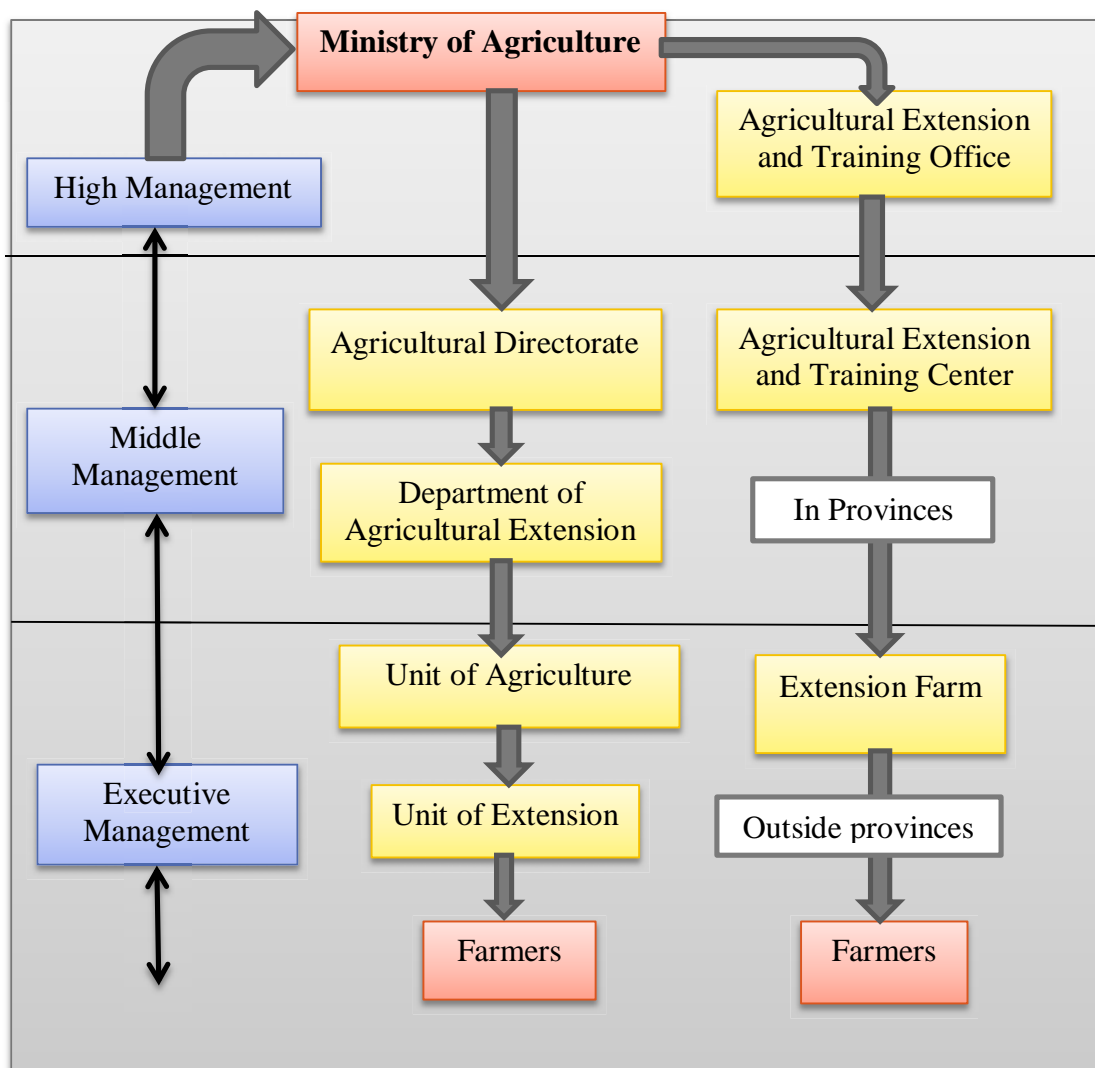 Ministry of Agriculture
Agricultural Extension
and Training Office
High Management
Agricultural Directorate
Agricultural Extension
and Training Center
Middle
Management
Department of
Agricultural Extension
In Provinces
Unit of Agriculture
Extension Farm
Executive
Management
Unit of Extension
Outside provinces
Farmers
Farmers